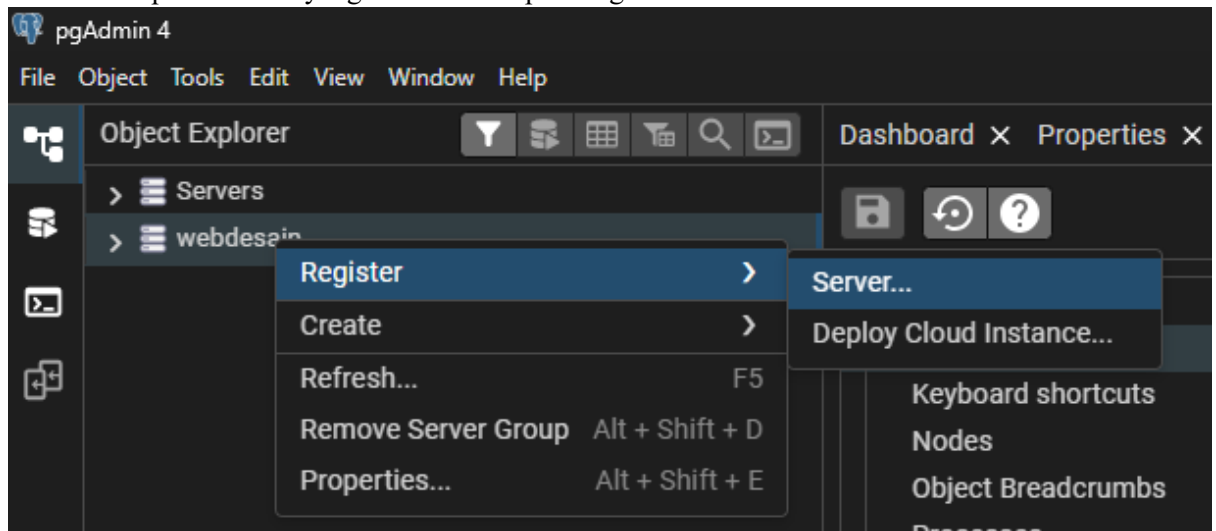 pgAdmin 4
File Object Tools Edit View Window Help
Object Explorer
Dashboard Properties
Servers
webdesain
Register
Server...
Create
Deploy Cloud Instance...
Refresh... F5
Keyboard shortcuts
Remove Server Group Alt + Shift + D
Nodes
Properties... Alt + Shift + E
Object Breadcrumbs